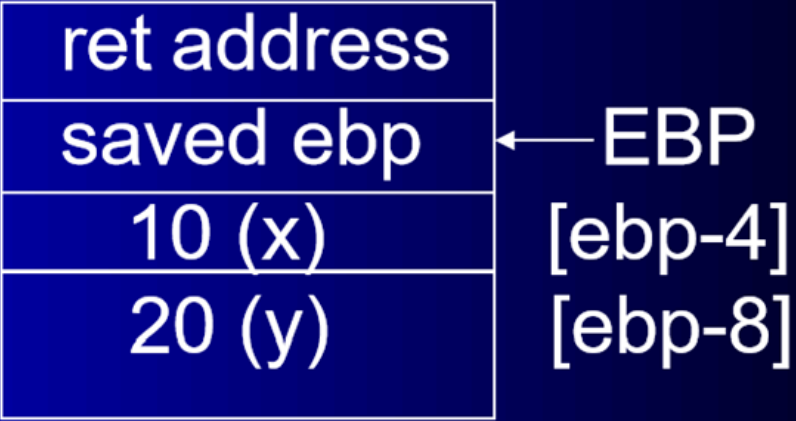 ret address
saved ebp EBP
10 (x) [ebp-4]
20 (y) [ebp-8]